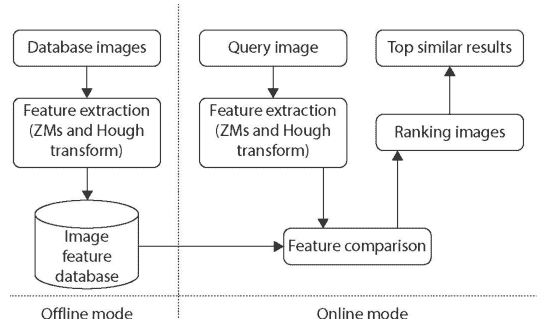 Database images
Feature extraction
(ZMs and Hough
transform)
Image
feature
database
Offline mode
Query image
Feature extraction
(ZMs and Hough
transform)
Feature comparison
Ranking images
Top similar results
Online mode